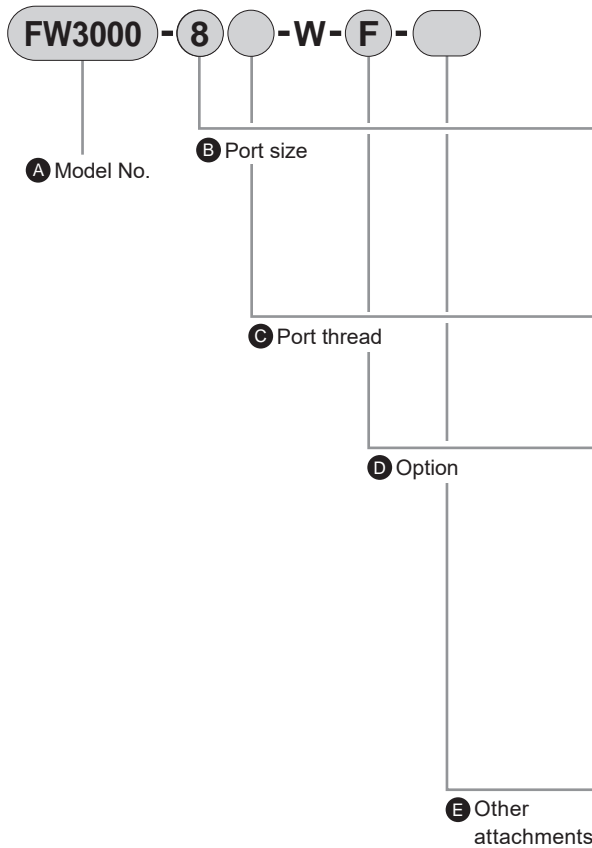 FW3000 - 8 - W - F -
B Port size
A Model No.
C Port thread
D Option
E Other
attachments